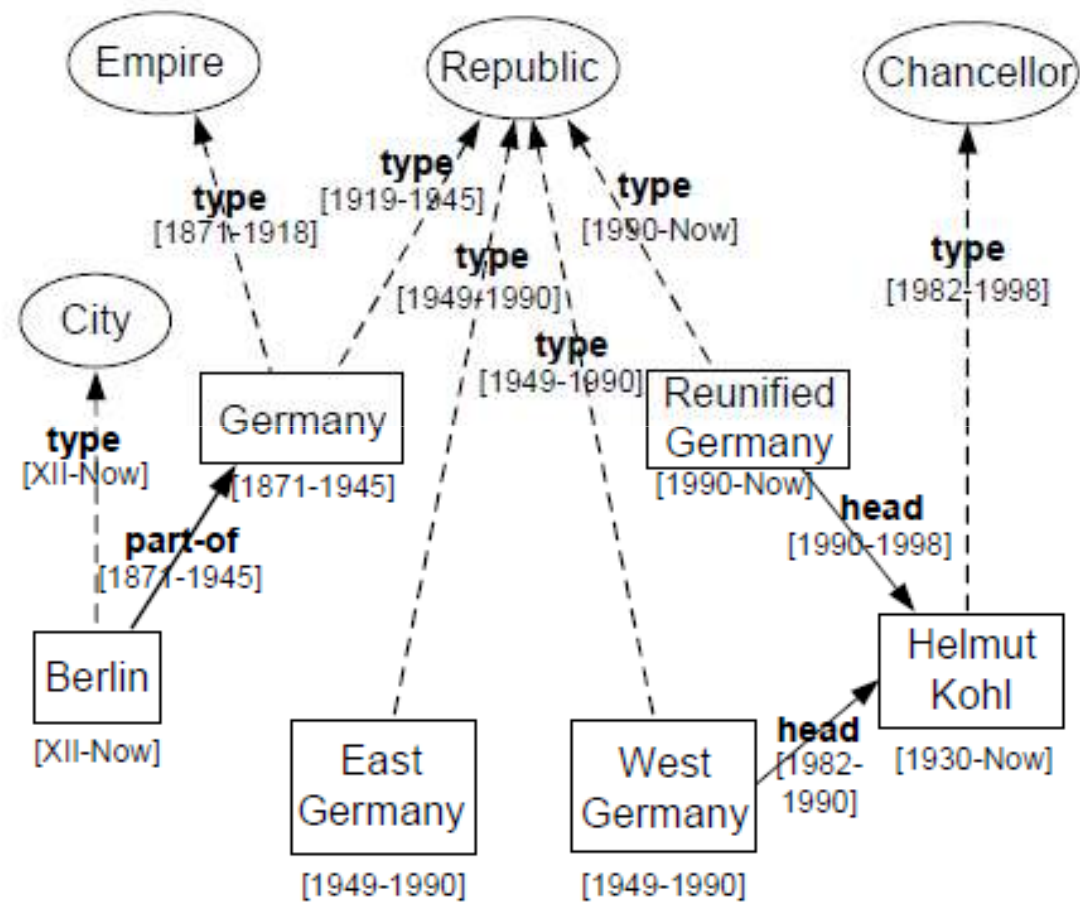 Empire
Republic
Chancellor
type
[1919-1945]
type
[1871-1918]
type
[1990-Now]
type
[1949-1990]
type
[1982-1998]
City
type
[1949-1990]
Germany
[1871-1945]
Reunified
Germany
[1990-Now]
type
[XII-Now]
head
[1990-1998]
part-of
[1871-1945]
Berlin
[XII-Now]
Helmut
Kohl
[1930-Now]
East
Germany
[1949-1990]
West
Germany
[1949-1990]
head
[1982-
1990]